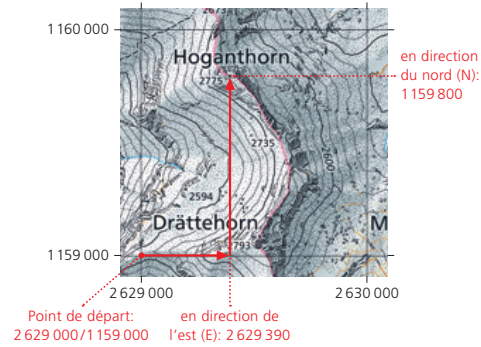 1 160 000
Hoganthorn
2775
en direction
du nord (N):
1 159 800
2735
2600
2594
Drättehorn
M
2793
1 159 000
2 629 000
2 630 000
Point de départ:
2 629 000/1 159 000
en direction de
l'est (E): 2 629 390